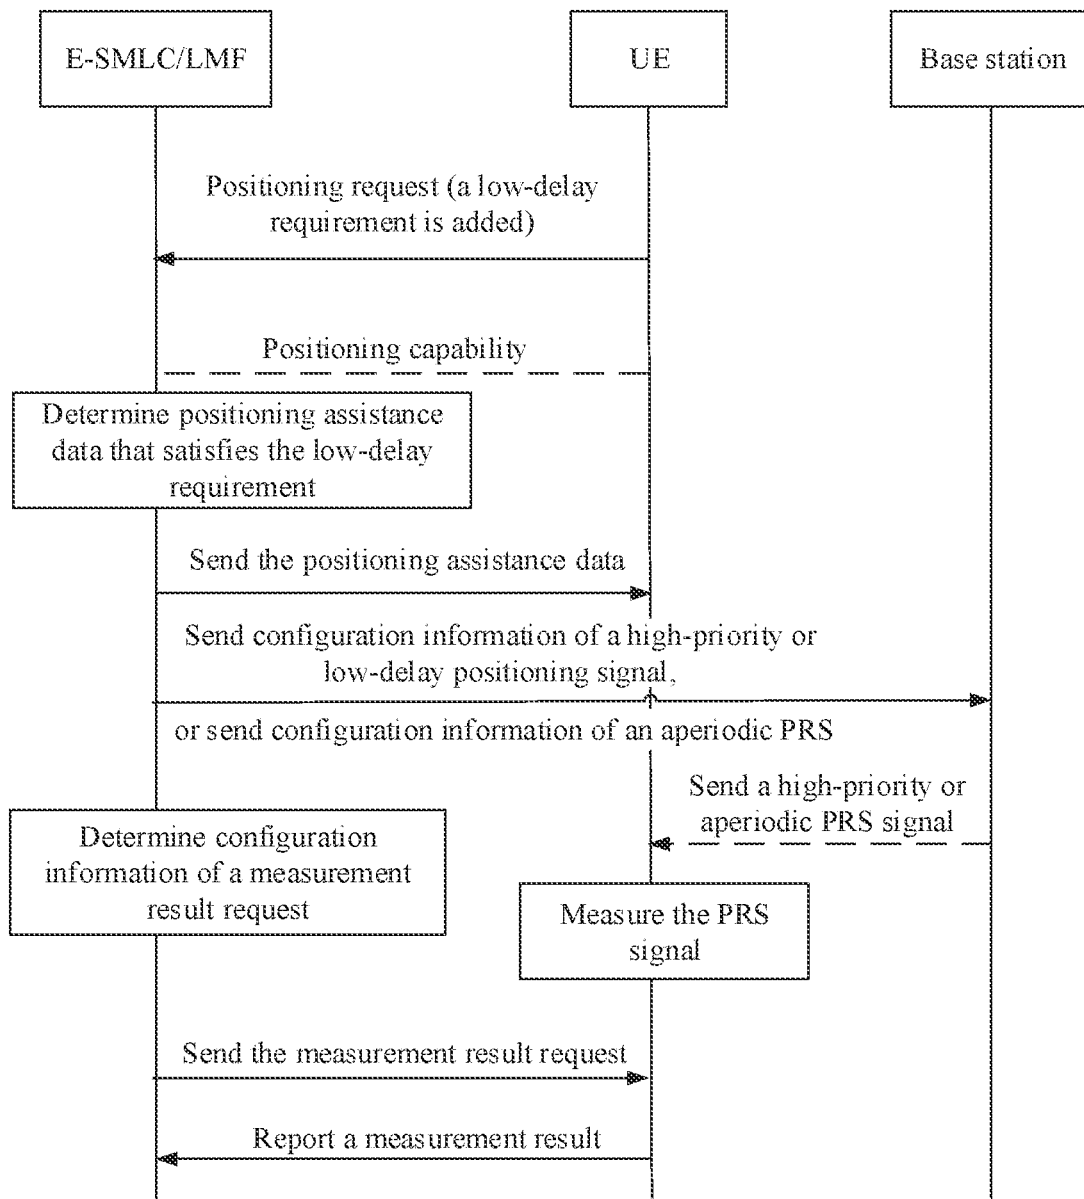 E-SMLC/LMF
UE
Base station
Positioning request (a low-delay
requirement is added)
Positioning capability
Determine positioning assistance
data that satisfies the low-delay
requirement
Send the positioning assistance data
Send configuration information of a high-priority or
low-delay positioning signal,
or send configuration information of an aperiodic PRS
Send a high-priority or
aperiodic PRS signal
Determine configuration
information of a measurement
result request
Measure the PRS
signal
Send the measurement result request
Report a measurement result